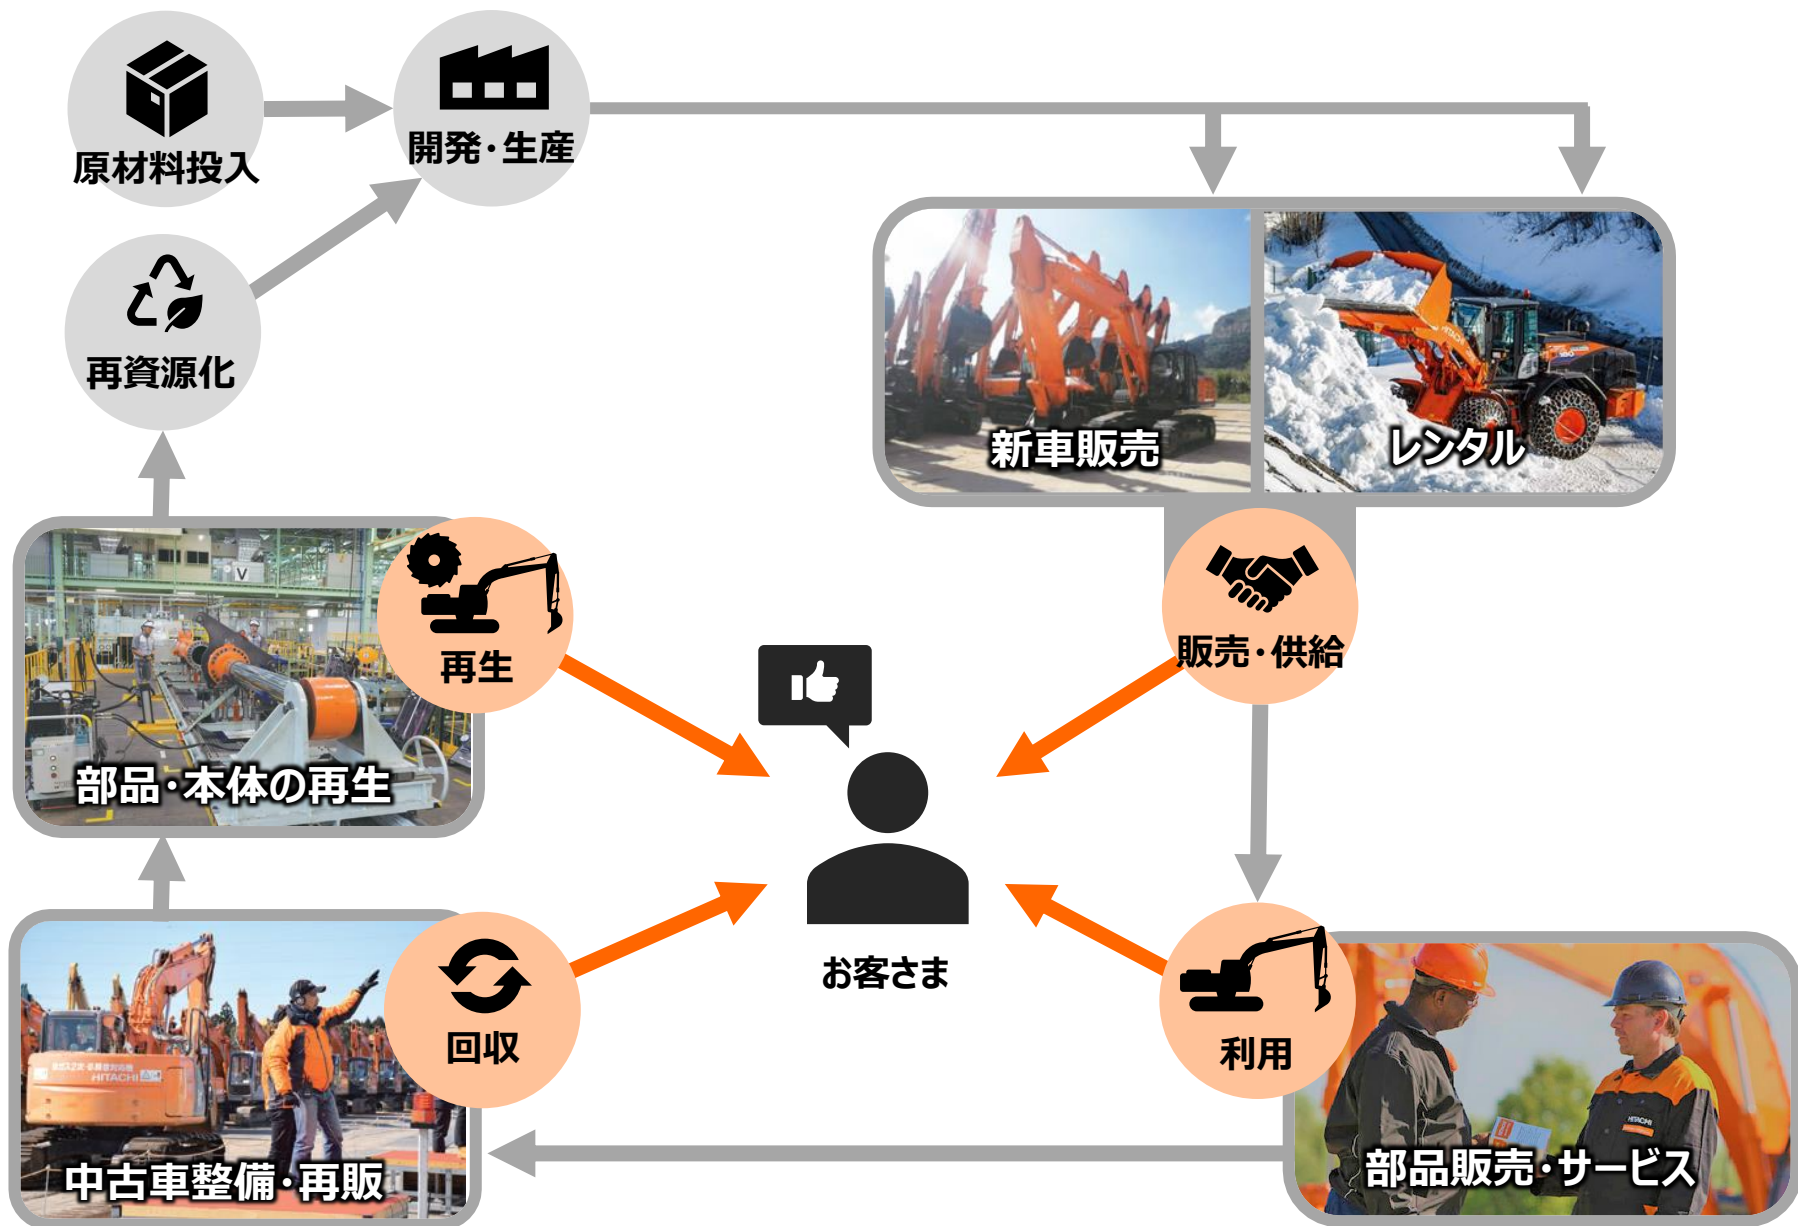 原材料投入
開発・生産
再資源化
新車販売
レンタル
HITACHI
販売・供給
再生
V
部品・本体の再生
お客さま
回収
HITACHI
中古車整備・再販
利用
HITACHI
部品販売・サービス